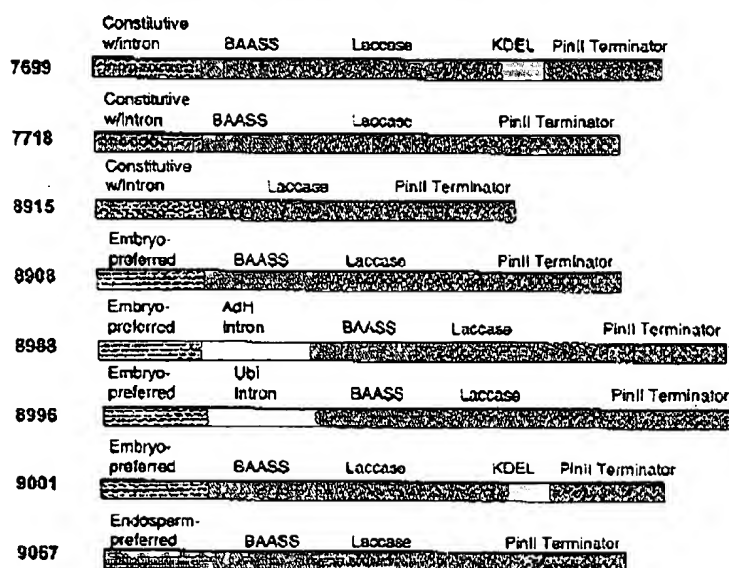 Constitutive
w/intron BAASS Laccase KDEL PinII Terminator
7699
Constitutive
w/intron BAASS Laccase PinII Terminator
7718
Constitutive
w/intron Laccase PinII Terminator
8915
Embryo-
preferred BAASS Laccase PinII Terminator
8908
Embryo- AdH
preferred Intron BAASS Laccase PinII Terminator
8988
Embryo- Ubi
preferred Intron BAASS Laccase PinII Terminator
8996
Embryo-
preferred BAASS Laccase KDEL PinII Terminator
9001
Endosperm-
preferred BAASS Laccase PinII Terminator
9067